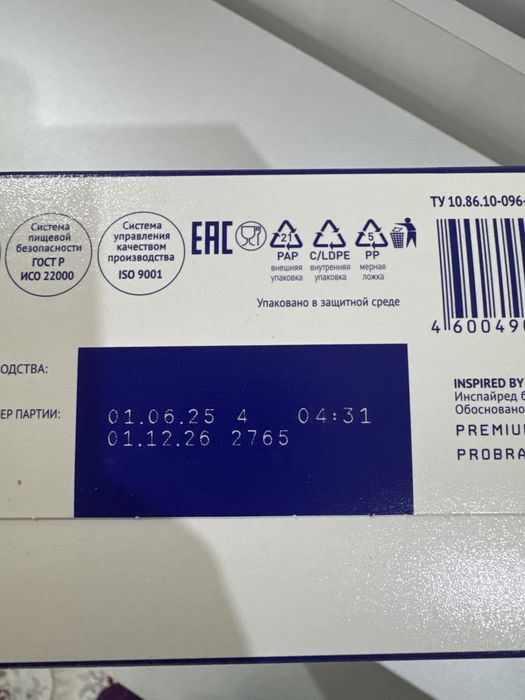 ТУ 10.86.10-096-
Система
пищевой
безопасности
ГОСТ Р
ИСО 22000
Система
управления
качеством
производства
ISO 9001
EAC
21
PAP
внешняя
упаковка
C/LDPE
внутренняя
упаковка
5
PP
мерная
ложка
Упаковано в защитной среде
4 600490
ОДСТВА:
ЕР ПАРТИИ:
01.06.25 4 04:31
01.12.26 2765
INSPIRED BY
Инспайред б
Обосновано
PREMIUM
PROBRA